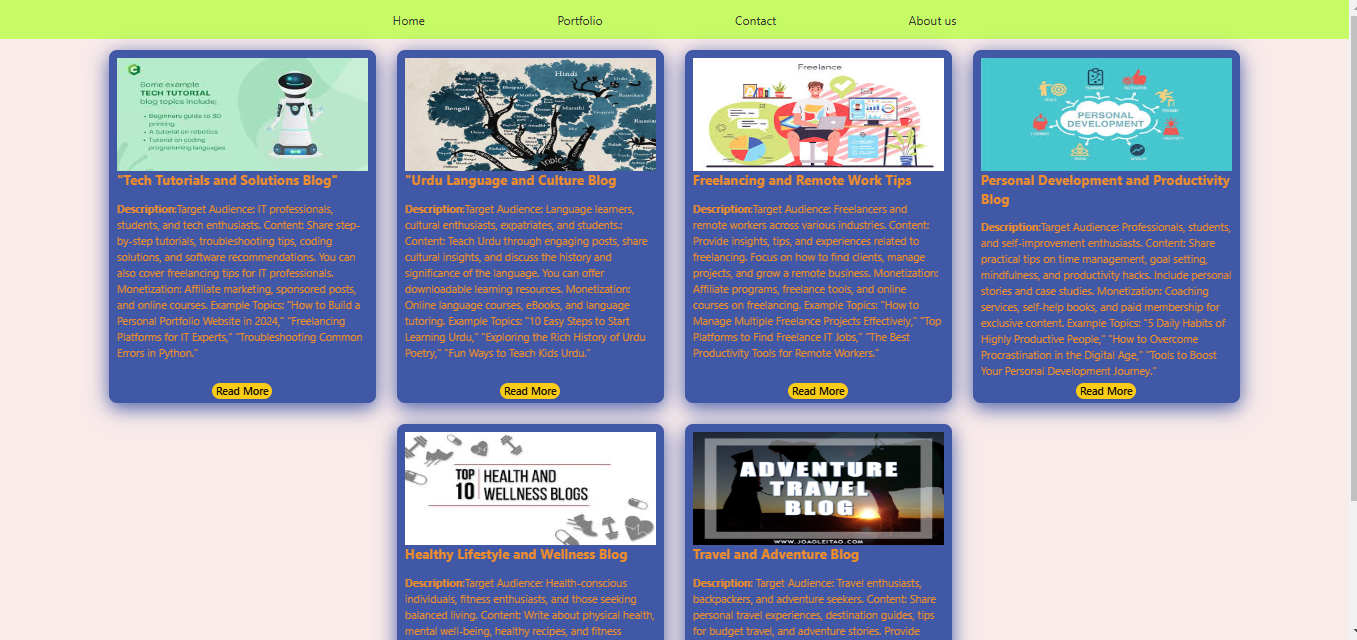 Home
Portfolio
Contact
About us
Some example
TECH TUTORIAL
blog topics include;
• Beginners guide to 3D
printing
• A tutorial on robotics
• Tutorial on coding
programming languages
"Tech Tutorials and Solutions Blog"
Description:Target Audience: IT professionals,
students, and tech enthusiasts. Content: Share step-
by-step tutorials, troubleshooting tips, coding
solutions, and software recommendations. You can
also cover freelancing tips for IT professionals.
Monetization: Affiliate marketing, sponsored posts,
and online courses. Example Topics: "How to Build a
Personal Portfolio Website in 2024," "Freelancing
Platforms for IT Experts," "Troubleshooting Common
Errors in Python."
Read More
Hindi
Bengali
Marathi
Indic
"Urdu Language and Culture Blog
Description:Target Audience: Language learners,
cultural enthusiasts, expatriates, and students.:
Content: Teach Urdu through engaging posts, share
cultural insights, and discuss the history and
significance of the language. You can offer
downloadable learning resources. Monetization:
Online language courses, eBooks, and language
tutoring. Example Topics: "10 Easy Steps to Start
Learning Urdu," "Exploring the Rich History of Urdu
Poetry," "Fun Ways to Teach Kids Urdu."
Read More
Freelance
Freelancing and Remote Work Tips
Description:Target Audience: Freelancers and
remote workers across various industries. Content:
Provide insights, tips, and experiences related to
freelancing. Focus on how to find clients, manage
projects, and grow a remote business. Monetization:
Affiliate programs, freelance tools, and online
courses on freelancing. Example Topics: "How to
Manage Multiple Freelance Projects Effectively," "Top
Platforms to Find Freelance IT Jobs," "The Best
Productivity Tools for Remote Workers."
Read More
PERSONAL
DEVELOPMENT
Personal Development and Productivity
Blog
Description:Target Audience: Professionals, students,
and self-improvement enthusiasts. Content: Share
practical tips on time management, goal setting,
mindfulness, and productivity hacks. Include personal
stories and case studies. Monetization: Coaching
services, self-help books, and paid membership for
exclusive content. Example Topics: "5 Daily Habits of
Highly Productive People," "How to Overcome
Procrastination in the Digital Age," "Tools to Boost
Your Personal Development Journey."
Read More
TOP
10
HEALTH AND
WELLNESS BLOGS
Healthy Lifestyle and Wellness Blog
Description:Target Audience: Health-conscious
individuals, fitness enthusiasts, and those seeking
balanced living. Content: Write about physical health,
mental well-being, healthy recipes, and fitness
ADVENTURE
TRAVEL
BLOG
WWW.JOAOLEITAO.COM
Travel and Adventure Blog
Description: Target Audience: Travel enthusiasts,
backpackers, and adventure seekers. Content: Share
personal travel experiences, destination guides, tips
for budget travel, and adventure stories. Provide